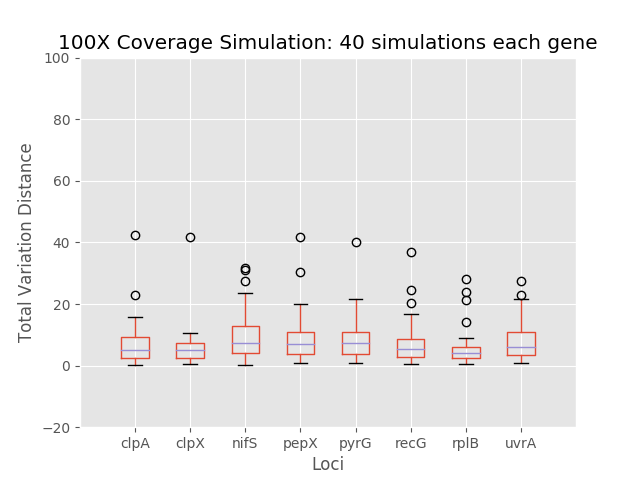 100X Coverage Simulation: 40 simulations each gene
100
80
60
40
20
0
−20
Total Variation Distance
clpA clpX nifS pepX pyrG recG rplB uvrA
Loci